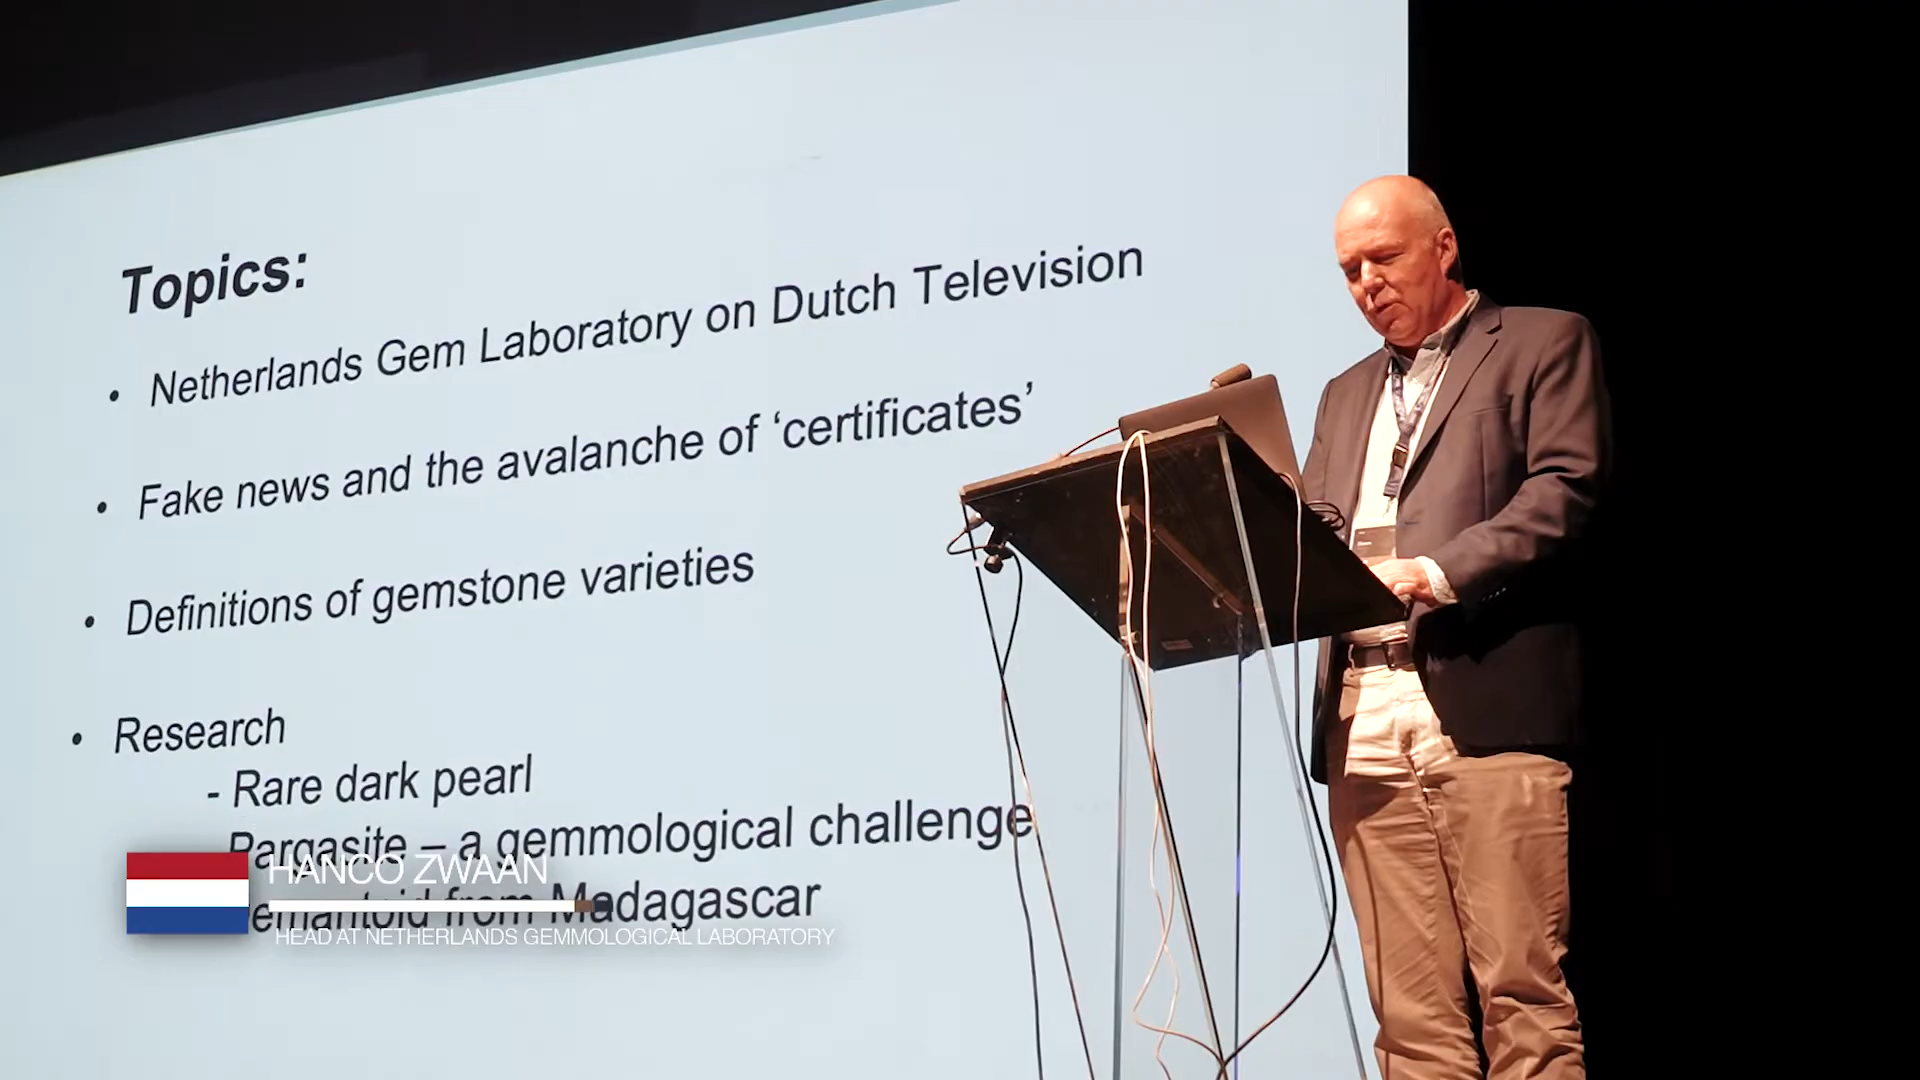 Topics:
• Netherlands Gem Laboratory on Dutch Television
• Fake news and the avalanche of ‘certificates’
• Definitions of gemstone varieties
• Research
- Rare dark pearl
Pargasite – a gemmological challenge
from Madagascar
HANCO ZWAAN
HEAD AT NETHERLANDS GEMMOLOGICAL LABORATORY